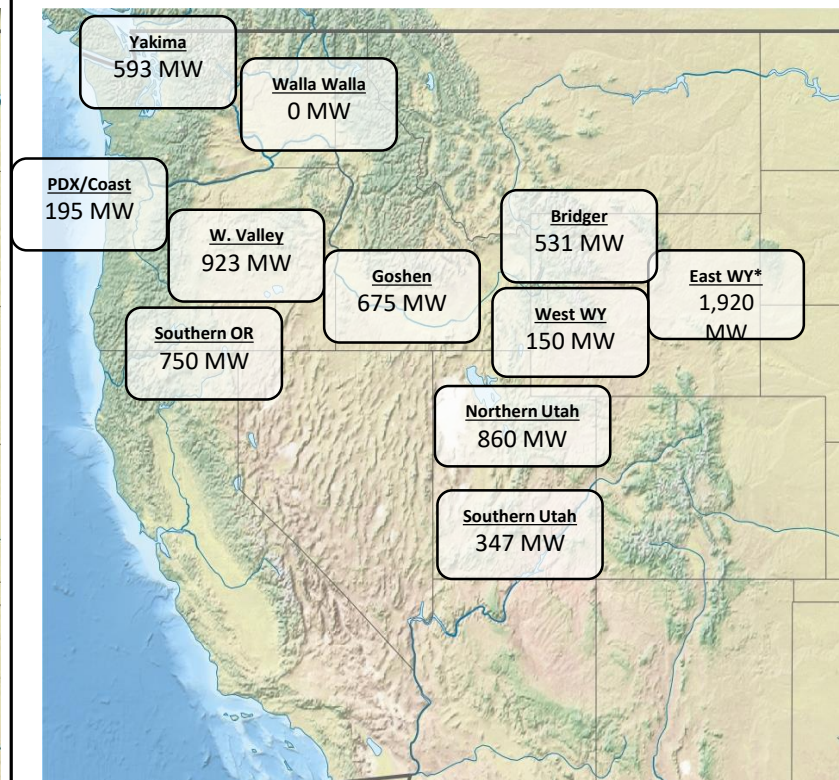 Yakima
593 MW
Walla Walla
0 MW
PDX/Coast
195 MW
W. Valley
923 MW
Goshen
675 MW
Bridger
531 MW
East WY*
1,920
MW
West WY
150 MW
Southern OR
750 MW
Northern Utah
860 MW
Southern Utah
347 MW